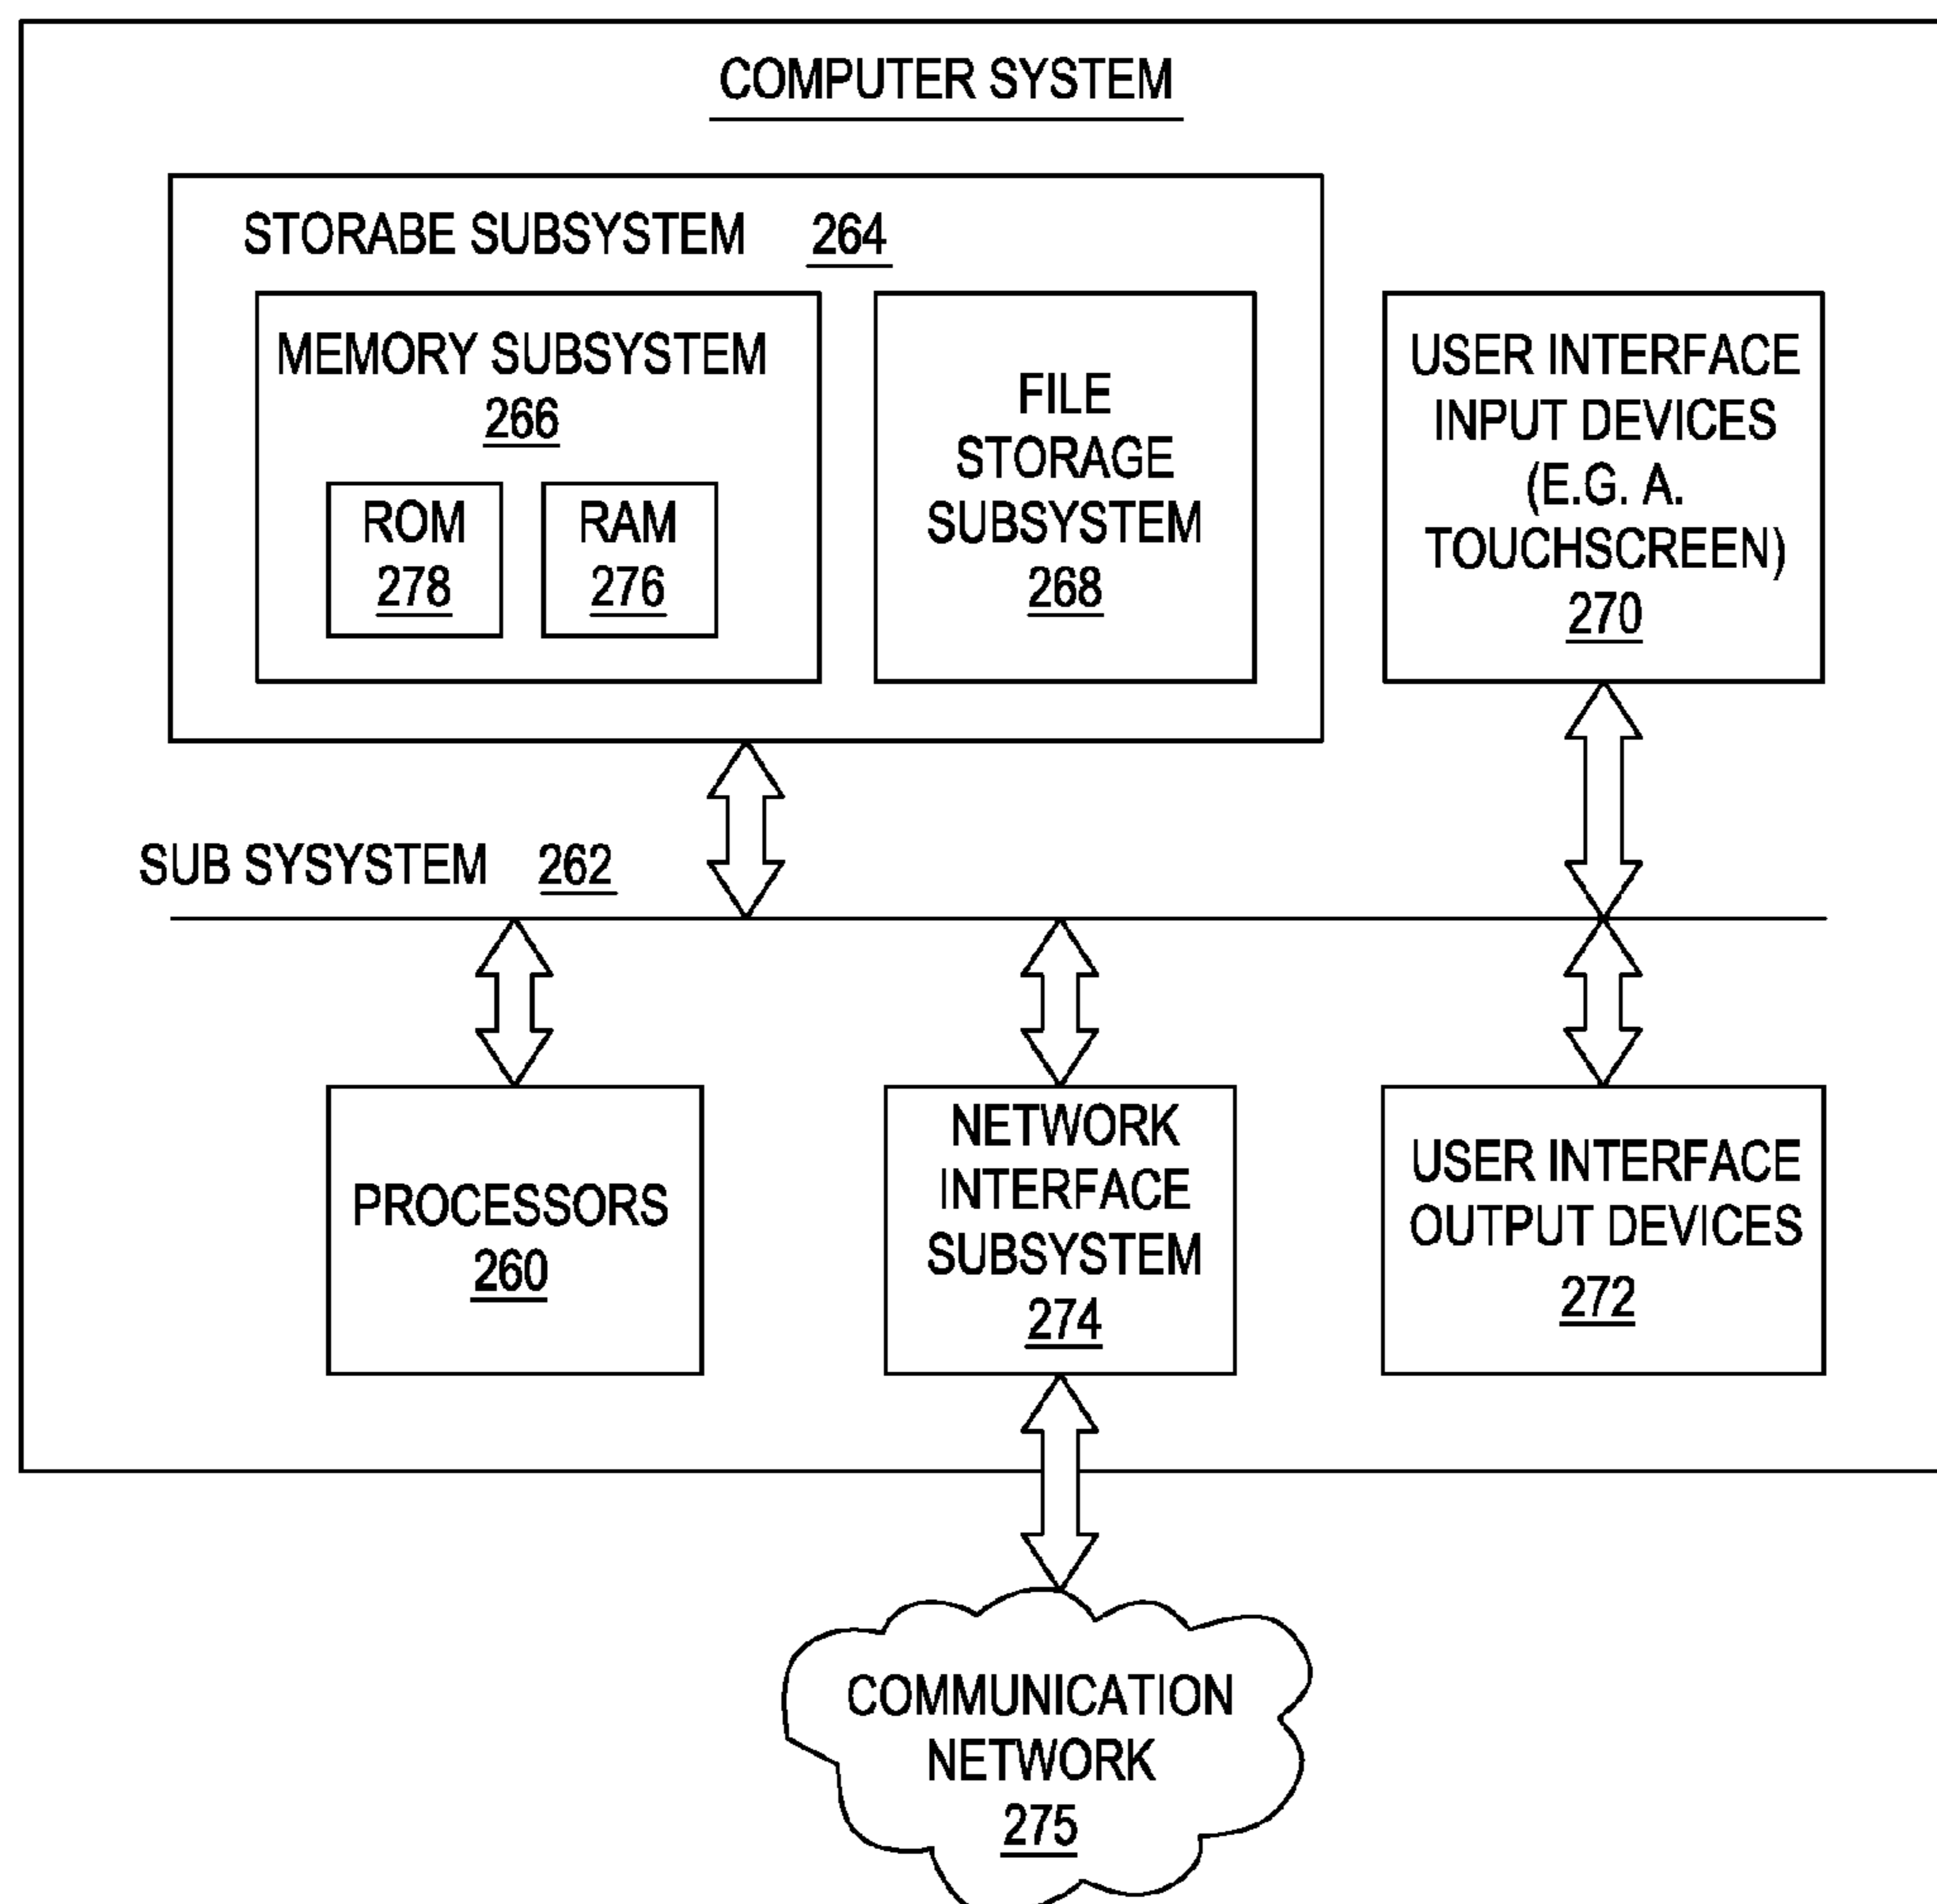 COMPUTER SYSTEM
STORABE SUBSYSTEM 264
MEMORY SUBSYSTEM
266
ROM
278
RAM
276
FILE
STORAGE
SUBSYSTEM
268
USER INTERFACE
INPUT DEVICES
(E.G. A.
TOUCHSCREEN)
270
SUB SYSYSTEM 262
PROCESSORS
260
NETWORK
INTERFACE
SUBSYSTEM
274
USER INTERFACE
OUTPUT DEVICES
272
COMMUNICATION
NETWORK
275